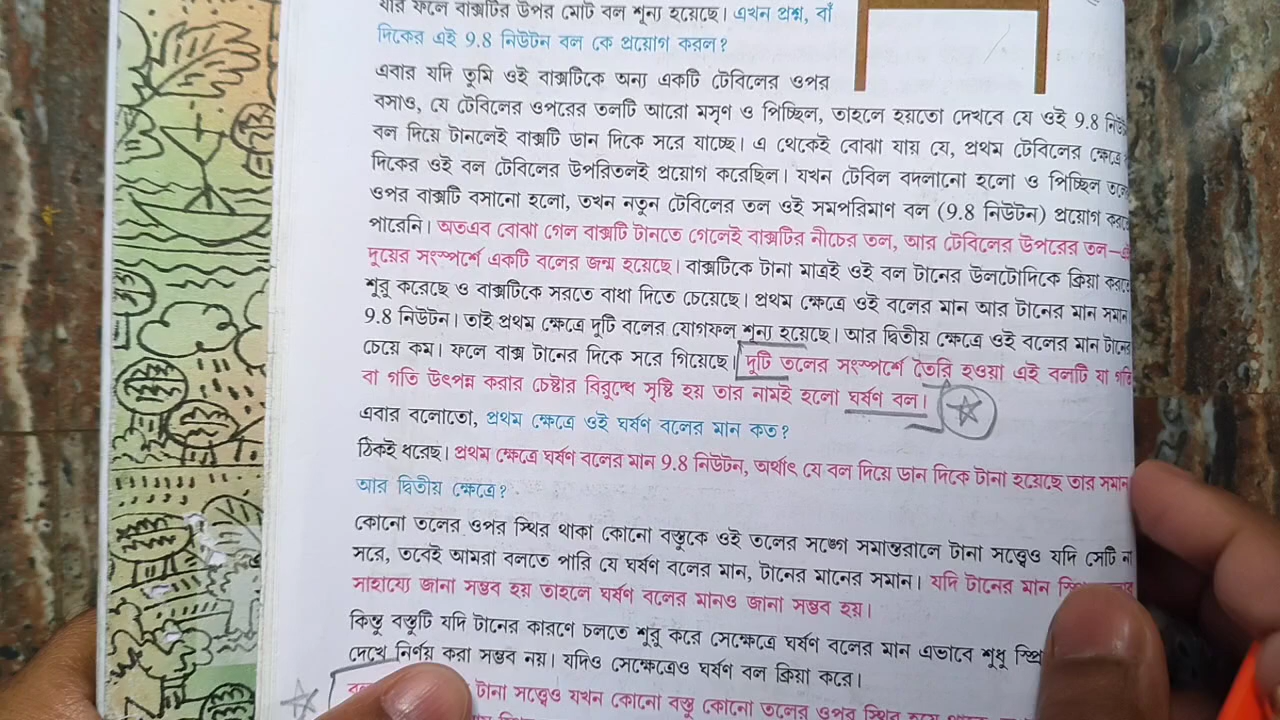 যার ফলে বাক্সটির উপর মোট বল শূন্য হয়েছে। এখন প্রশ্ন, বাঁ
দিকের এই 9.8 নিউটন বল কে প্রয়োগ করল?
এবার যদি তুমি ওই বাক্সটিকে অন্য একটি টেবিলের ওপর
বসাও, যে টেবিলের ওপরের তলটি আরো মসৃণ ও পিচ্ছিল, তাহলে হয়তো দেখবে যে ওই 9.8 নিউটন
বল দিয়ে টানলেই বাক্সটি ডান দিকে সরে যাচ্ছে। এ থেকেই বোঝা যায় যে, প্রথম টেবিলের ক্ষেত্রে
দিকের ওই বল টেবিলের উপরিতলই প্রয়োগ করেছিল। যখন টেবিল বদলানো হলো ও পিচ্ছিল তলের
ওপর বাক্সটি বসানো হলো, তখন নতুন টেবিলের তল ওই সমপরিমাণ বল (9.8 নিউটন) প্রয়োগ করতে
পারেনি। অতএব বোঝা গেল বাক্সটি টানতে গেলেই বাক্সটির নীচের তল, আর টেবিলের উপরের তল—এই
দুয়ের সংস্পর্শে একটি বলের জন্ম হয়েছে। বাক্সটিকে টানা মাত্রই ওই বল টানের উলটোদিকে ক্রিয়া করতে
শুরু করেছে ও বাক্সটিকে সরতে বাধা দিতে চেয়েছে। প্রথম ক্ষেত্রে ওই বলের মান আর টানের মান সমান
9.8 নিউটন। তাই প্রথম ক্ষেত্রে দুটি বলের যোগফল শূন্য হয়েছে। আর দ্বিতীয় ক্ষেত্রে ওই বলের মান টানের
চেয়ে কম। ফলে বাক্স টানের দিকে সরে গিয়েছে। দুটি তলের সংস্পর্শে তৈরি হওয়া এই বলটি যা গতি
বা গতি উৎপন্ন করার চেষ্টার বিরুদ্ধে সৃষ্টি হয় তার নামই হলো ঘর্ষণ বল।
এবার বলোতো, প্রথম ক্ষেত্রে ওই ঘর্ষণ বলের মান কত?
ঠিকই ধরেছ। প্রথম ক্ষেত্রে ঘর্ষণ বলের মান 9.8 নিউটন, অর্থাৎ যে বল দিয়ে ডান দিকে টানা হয়েছে তার সমান
আর দ্বিতীয় ক্ষেত্রে?
কোনো তলের ওপর স্থির থাকা কোনো বস্তুকে ওই তলের সঙ্গে সমান্তরালে টানা সত্ত্বেও যদি সেটি না
সরে, তবেই আমরা বলতে পারি যে ঘর্ষণ বলের মান, টানের মানের সমান। যদি টানের মান
সাহায্যে জানা সম্ভব হয় তাহলে ঘর্ষণ বলের মানও জানা সম্ভব হয়।
কিন্তু বস্তুটি যদি টানের কারণে চলতে শুরু করে সেক্ষেত্রে ঘর্ষণ বলের মান এভাবে শুধু
দেখে নির্ণয় করা সম্ভব নয়। যদিও সেক্ষেত্রেও ঘর্ষণ বল ক্রিয়া করে।
টানা সত্ত্বেও যখন কোনো বস্তু কোনো তলের ওপর স্থির